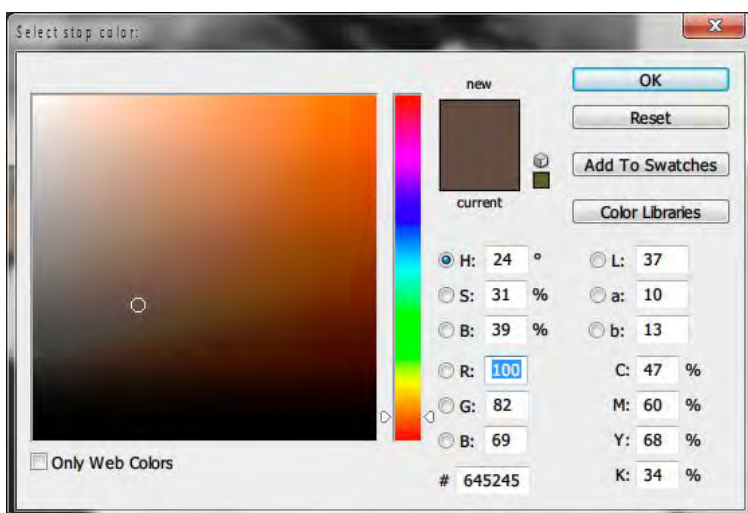 Select stop color:
new
current
OK
Reset
Add To Swatches
Color Libraries
H: 24 °
S: 31 %
B: 39 %
R: 100
G: 82
B: 69
# 645245
L: 37
a: 10
b: 13
C: 47 %
M: 60 %
Y: 68 %
K: 34 %
Only Web Colors